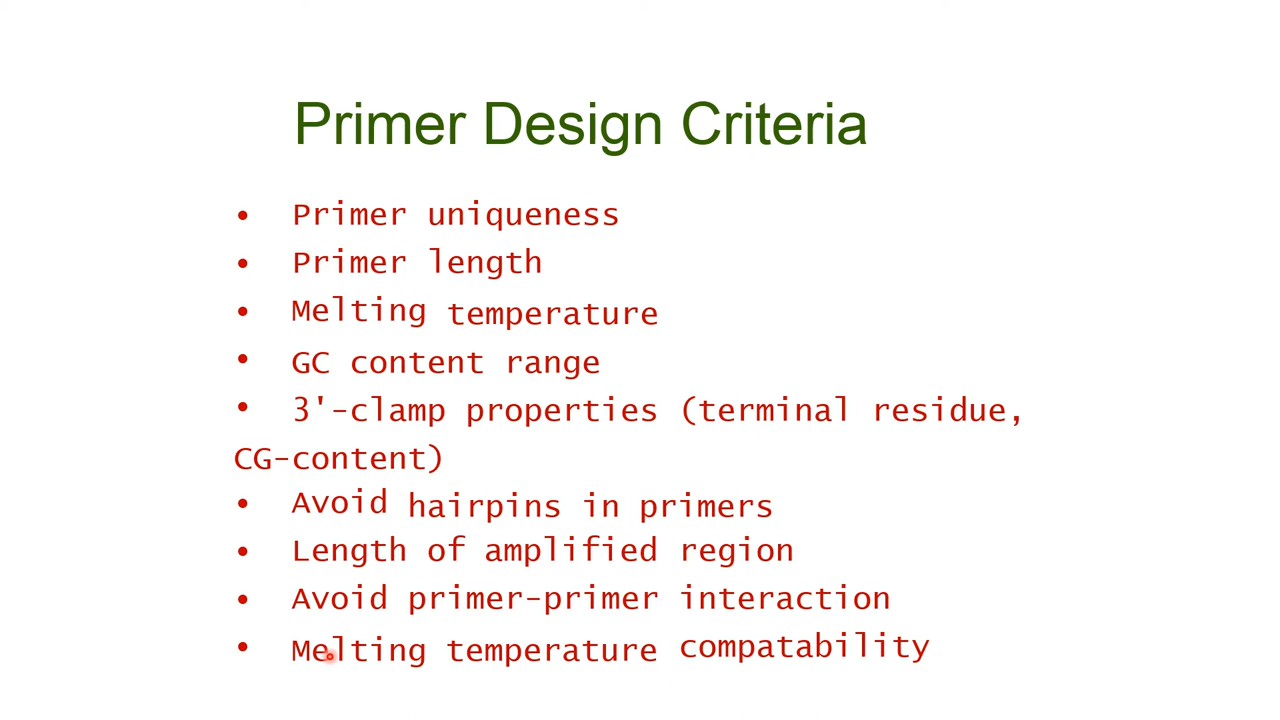 Primer Design Criteria
• Primer uniqueness
• Primer length
• Melting temperature
• GC content range
• 3'-clamp properties (terminal residue,
CG-content)
• Avoid hairpins in primers
• Length of amplified region
• Avoid primer-primer interaction
• Melting temperature compatability